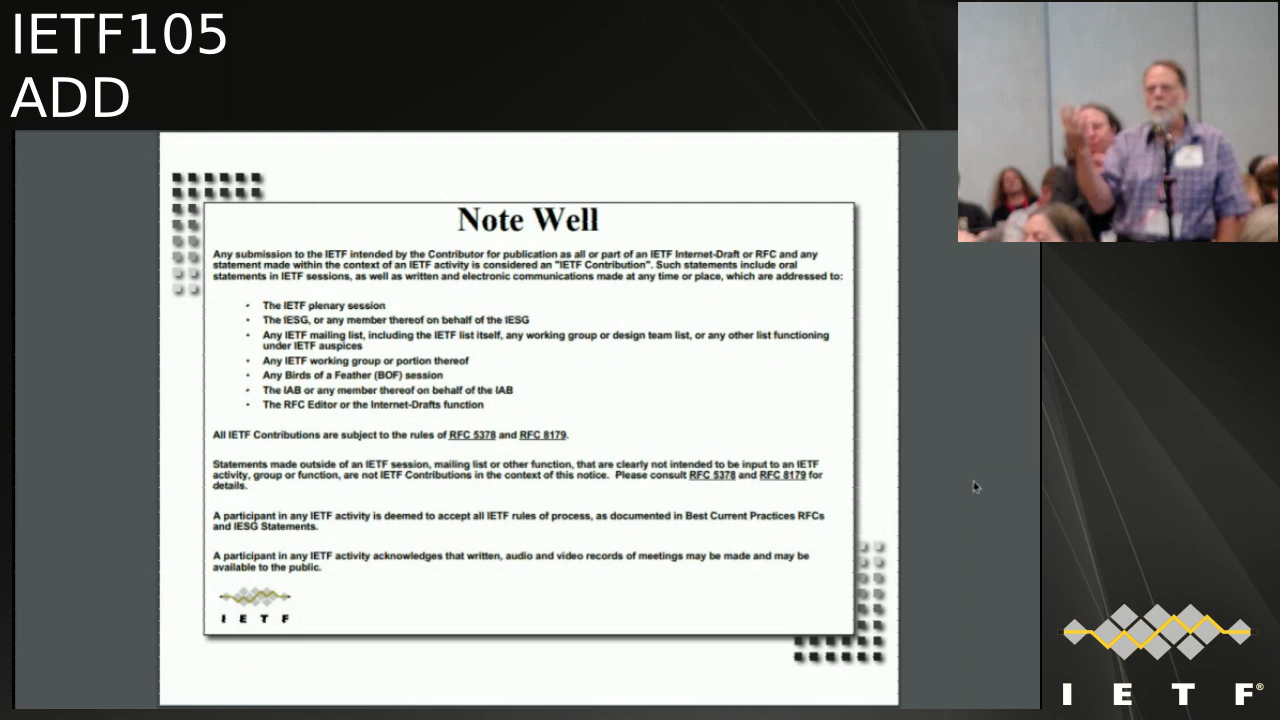 IETF105
ADD
Note Well
Any submission to the IETF intended by the Contributor for publication as all or part of an IETF Internet-Draft or RFC and any
statement made within the context of an IETF activity is considered an "IETF Contribution". Such statements include oral
statements in IETF sessions, as well as written and electronic communications made at any time or place, which are addressed to:
• The IETF plenary session
• The IESG, or any member thereof on behalf of the IESG
• Any IETF mailing list, including the IETF list itself, any working group or design team list, or any other list functioning
under IETF auspices
• Any IETF working group or portion thereof
• Any Birds of a Feather (BOF) session
• The IAB or any member thereof on behalf of the IAB
• The RFC Editor or the Internet-Drafts function
All IETF Contributions are subject to the rules of RFC 5378 and RFC 8179.
Statements made outside of an IETF session, mailing list or other function, that are clearly not intended to be input to an IETF
activity, group or function, are not IETF Contributions in the context of this notice. Please consult RFC 5378 and RFC 8179 for
details.
A participant in any IETF activity is deemed to accept all IETF rules of process, as documented in Best Current Practices RFCs
and IESG Statements.
A participant in any IETF activity acknowledges that written, audio and video records of meetings may be made and may be
available to the public.
I E T F
I E T F®